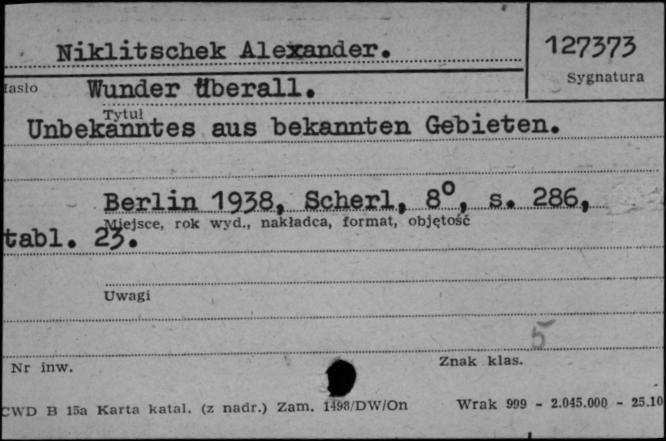 Niklitschek Alexander.
127373
Sygnatura
Hasło
Wunder überall.
Tytuł
Unbekanntes aus bekannten Gebieten.
Berlin 1938, Scherl, 8°, s. 286,
Miejsce, rok wyd., nakładca, format, objętość
tabl. 23.
Uwagi
5
Nr inw.
Znak klas.
CWD B 15a Karta katal. (z nadr.) Zam. 1498/DW/On
Wrak 999 - 2.045.000 - 25.10